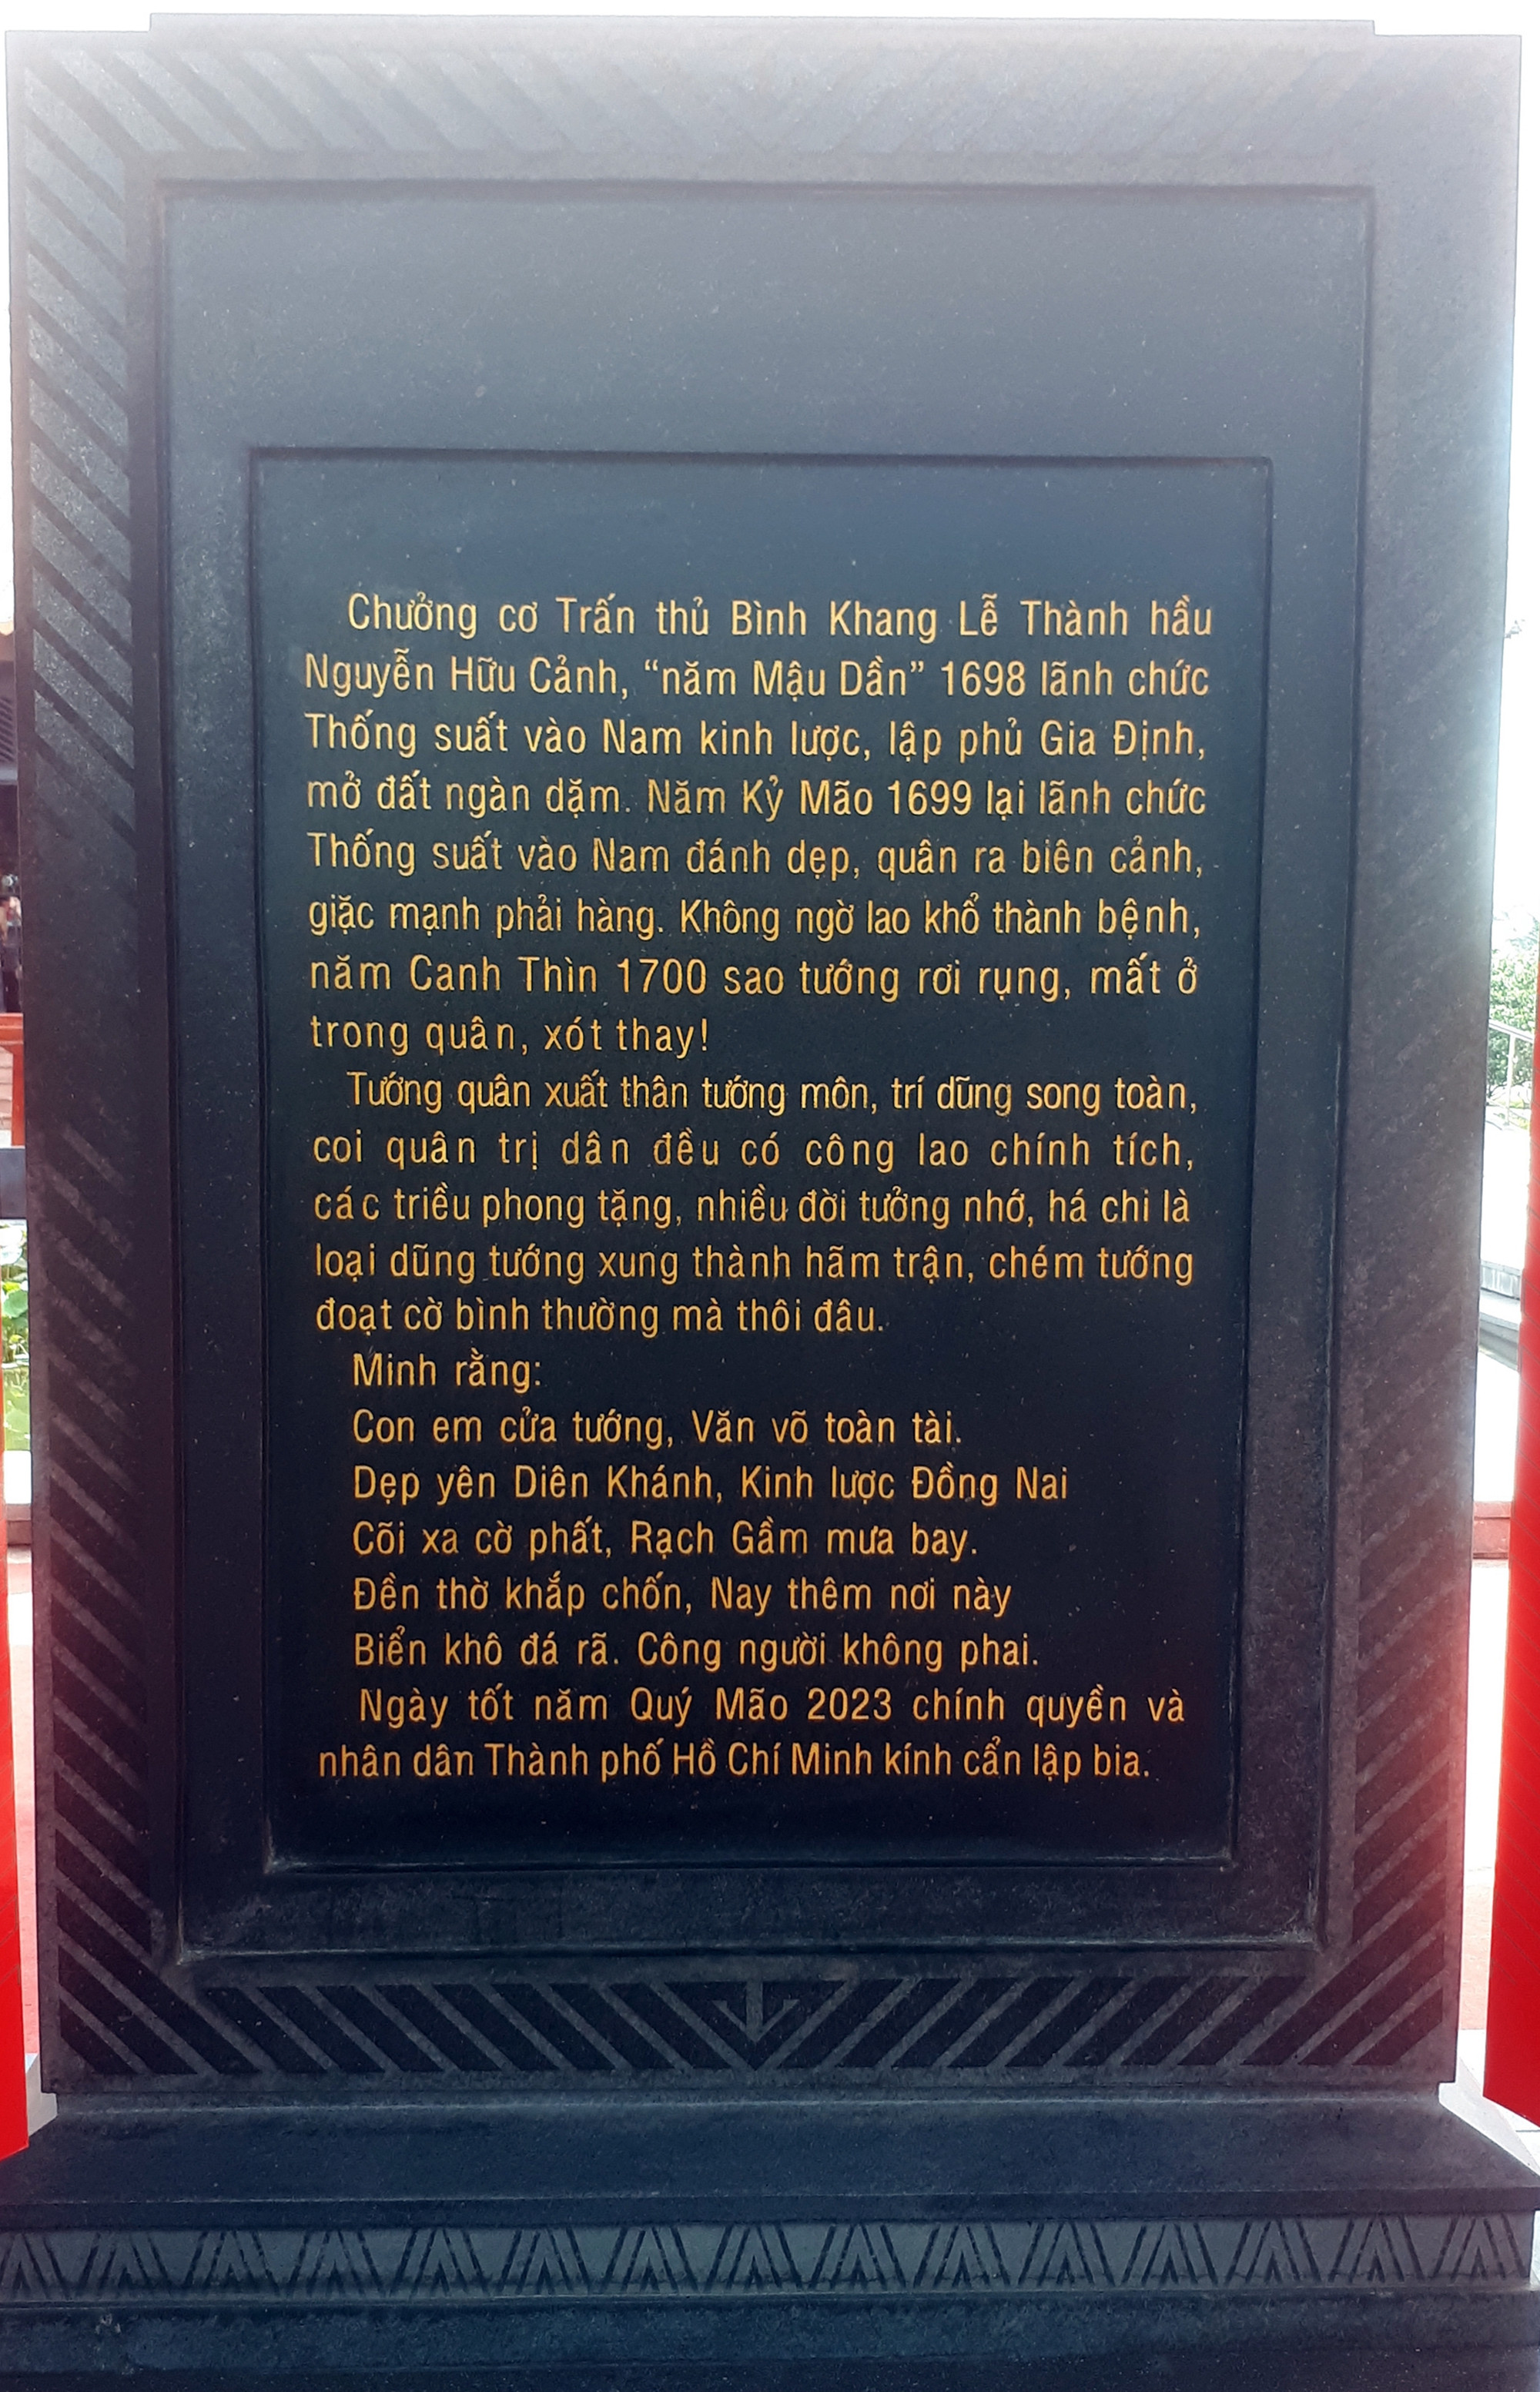 Chưởng cơ Trấn thủ Bình Khang Lễ Thành hầu
Nguyễn Hữu Cảnh, “năm Mậu Dần” 1698 lãnh chức
Thống suất vào Nam kinh lược, lập phủ Gia Định,
mở đất ngàn dặm. Năm Kỷ Mão 1699 lại lãnh chức
Thống suất vào Nam đánh dẹp, quân ra biên cảnh,
giặc mạnh phải hàng. Không ngờ lao khổ thành bệnh,
năm Canh Thìn 1700 sao tướng rơi rụng, mất ở
trong quân, xót thay!
Tướng quân xuất thân tướng môn, trí dũng song toàn,
coi quân trị dân đều có công lao chính tích,
các triều phong tặng, nhiều đời tưởng nhớ, há chi là
loại dũng tướng xung thành hãm trận, chém tướng
đoạt cờ bình thường mà thôi đâu.
Minh rằng:
Con em cửa tướng, Văn võ toàn tài.
Dẹp yên Diên Khánh, Kinh lược Đồng Nai
Cõi xa cờ phất, Rạch Gầm mưa bay.
Đền thờ khắp chốn, Nay thêm nơi này
Biển khô đá rã. Công người không phai.
Ngày tốt năm Quý Mão 2023 chính quyền và
nhân dân Thành phố Hồ Chí Minh kính cẩn lập bia.